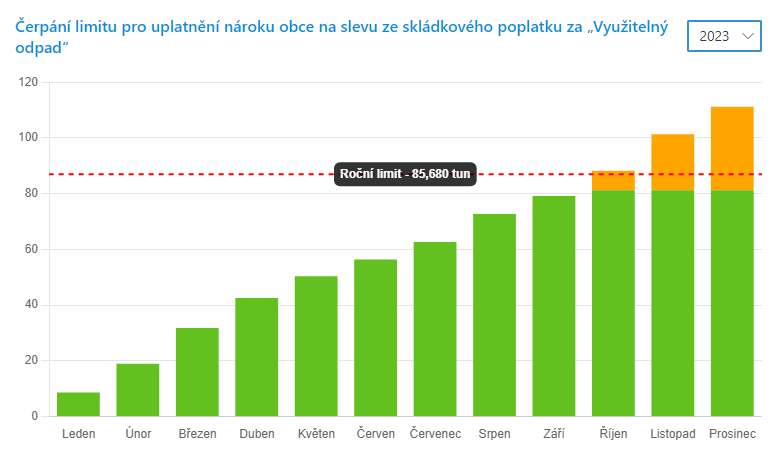 Čerpání limitu pro uplatnění nároku obce na slevu ze skládkového poplatku za „Využitelný
odpad“
2023
120
100
80
60
40
20
0
Roční limit - 85,680 tun
Leden Únor Březen Duben Květen Červen Červenec Srpen Září Říjen Listopad Prosinec